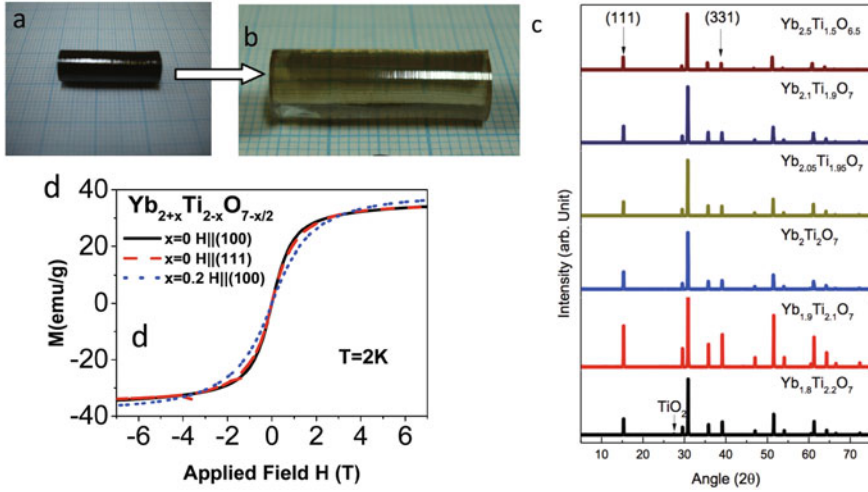 a
b
c
(111)
(331)
Yb2.5Ti1.5O6.5
Yb2.1Ti1.9O7
Yb2.05Ti1.95O7
Yb2Ti2O7
Yb1.9Ti2.1O7
Yb1.8Ti2.2O7
TiO2
Intensity (arb. Unit)
10 20 30 40 50 60 70
Angle (2θ)
d
Yb2+xTi2-xO7-x/2
x=0 H||(100)
x=0 H||(111)
x=0.2 H||(100)
d
T=2K
M(emu/g)
40
20
0
-20
-40
-6 -4 -2 0 2 4 6
Applied Field H (T)